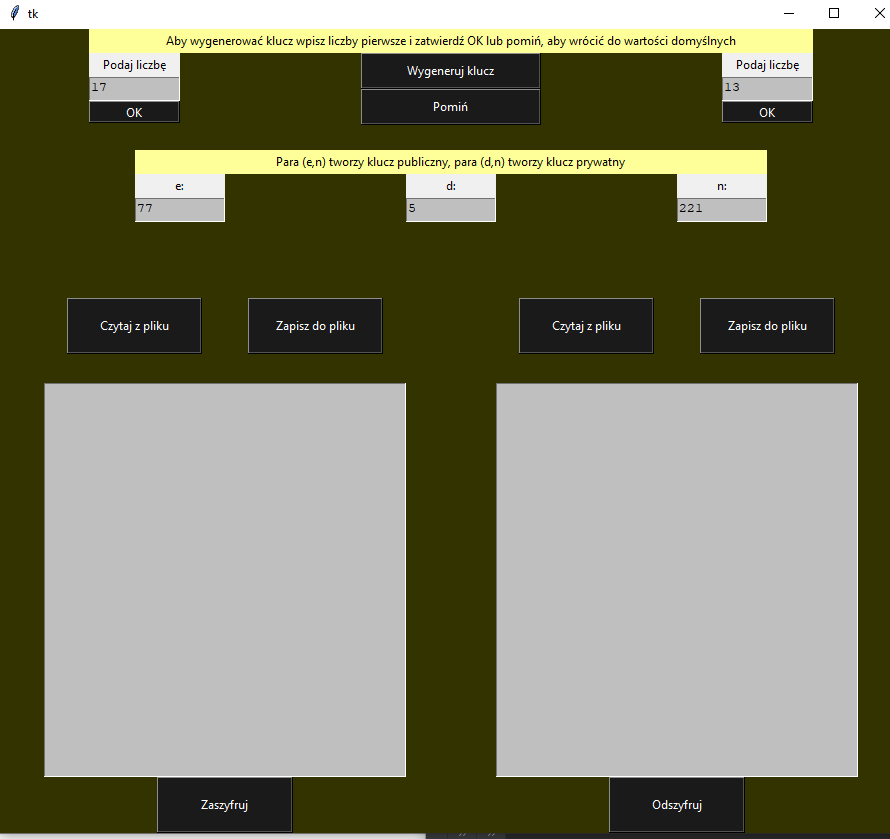 tk
Aby wygenerować klucz wpisz liczby pierwsze i zatwierdź OK lub pomiń, aby wrócić do wartości domyślnych
Podaj liczbę
Wygeneruj klucz
Podaj liczbę
17
13
OK
Pomiń
OK
Para (e,n) tworzy klucz publiczny, para (d,n) tworzy klucz prywatny
e:
d:
n:
77
5
221
Czytaj z pliku
Zapisz do pliku
Czytaj z pliku
Zapisz do pliku
Zaszyfruj
Odszyfruj